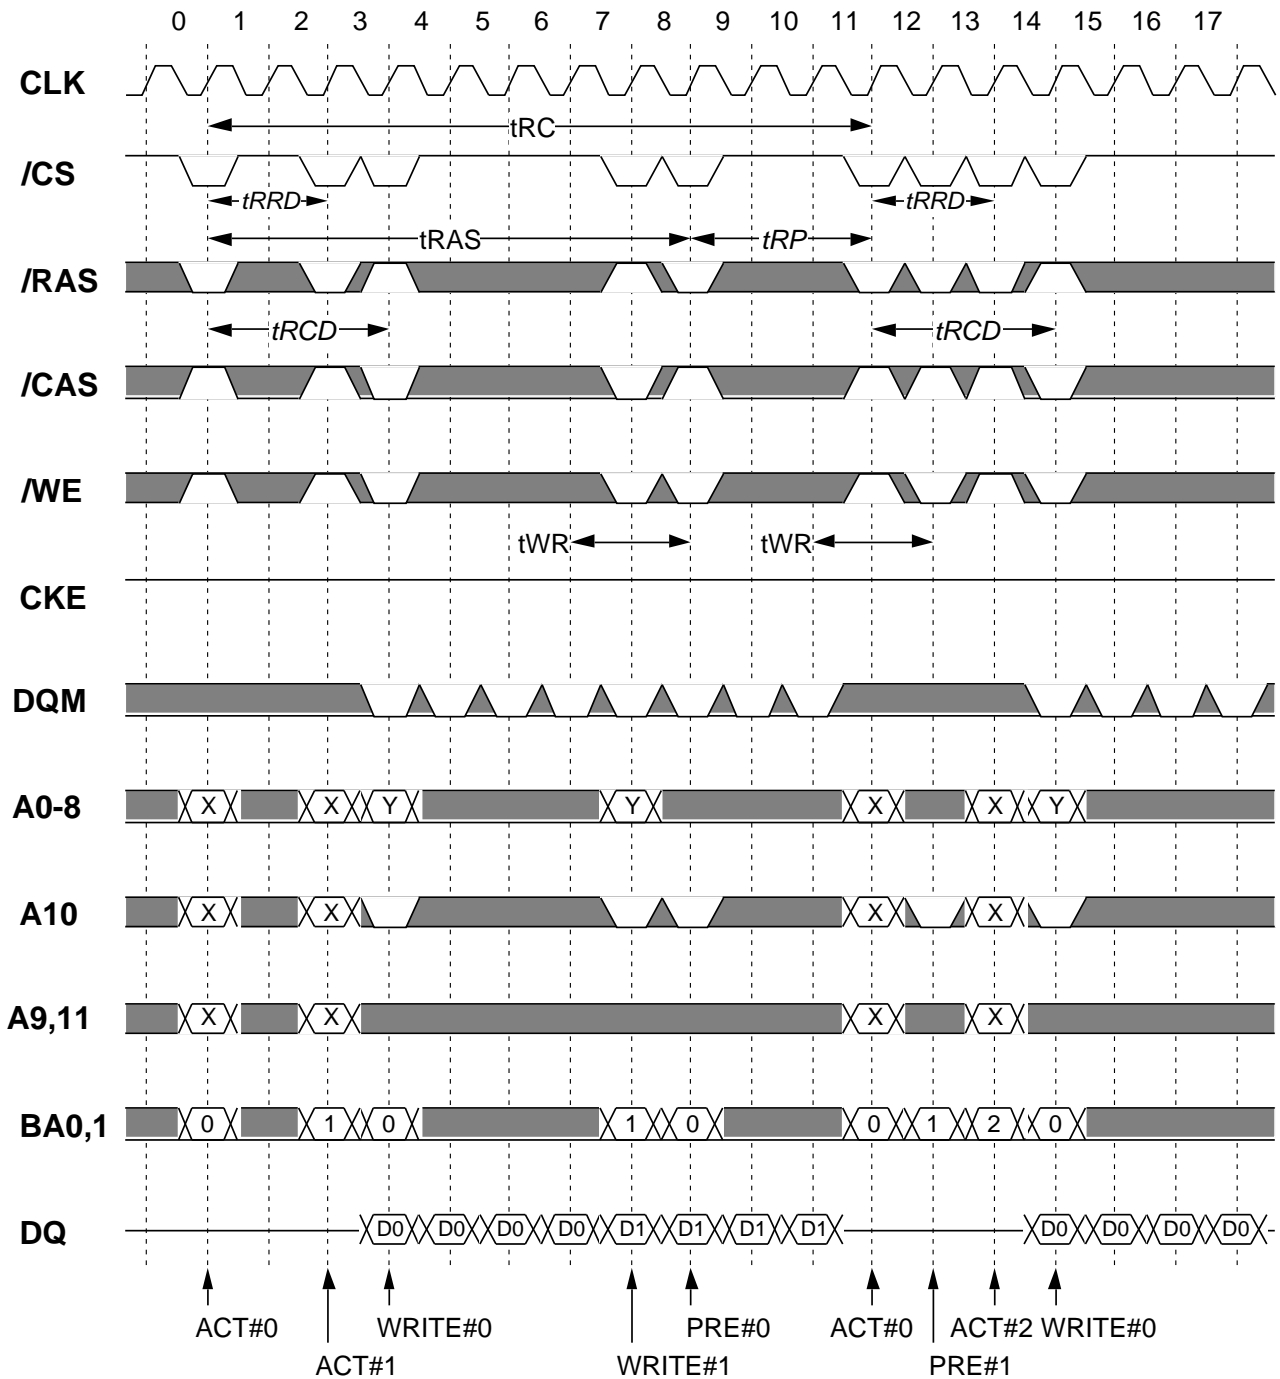 0 1 2 3 4 5 6 7 8 9 10 11 12 13 14 15 16 17
CLK
tRC
/CS
tRRD tRRD
tRAS tRP
/RAS
tRCD tRCD
/CAS
/WE
tWR tWR
CKE
DQM
A0-8 X X Y Y X X Y
A10 X X X X
A9,11 X X X X
BA0,1 0 1 0 1 0 0 1 2 0
DQ D0 D0 D0 D0 D1 D1 D1 D1 D0 D0 D0 D0
ACT#0 WRITE#0 PRE#0 ACT#0 ACT#2 WRITE#0
ACT#1 WRITE#1 PRE#1